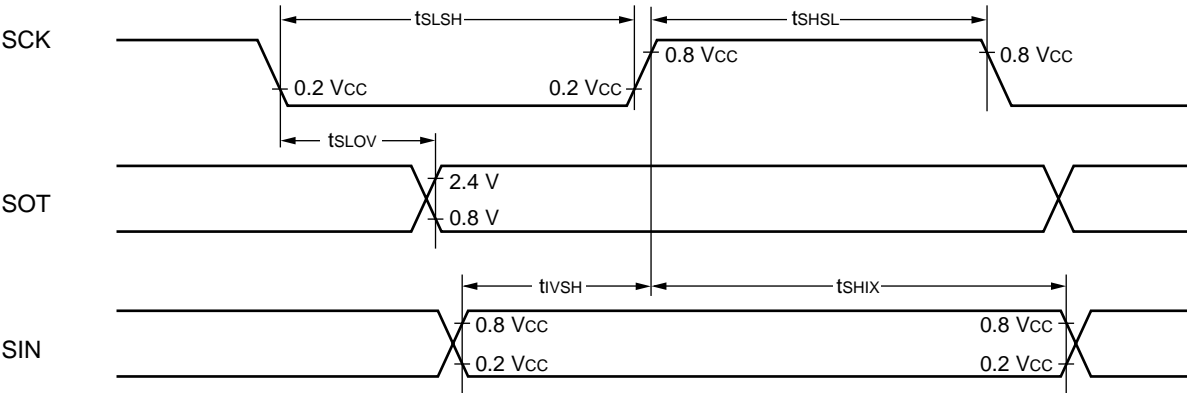 tSLSH tSHSL
SCK
0.8 VCC 0.8 VCC
0.2 VCC 0.2 VCC
tSLOV
SOT
2.4 V
0.8 V
tIVSH tSHIX
SIN
0.8 VCC 0.8 VCC
0.2 VCC 0.2 VCC